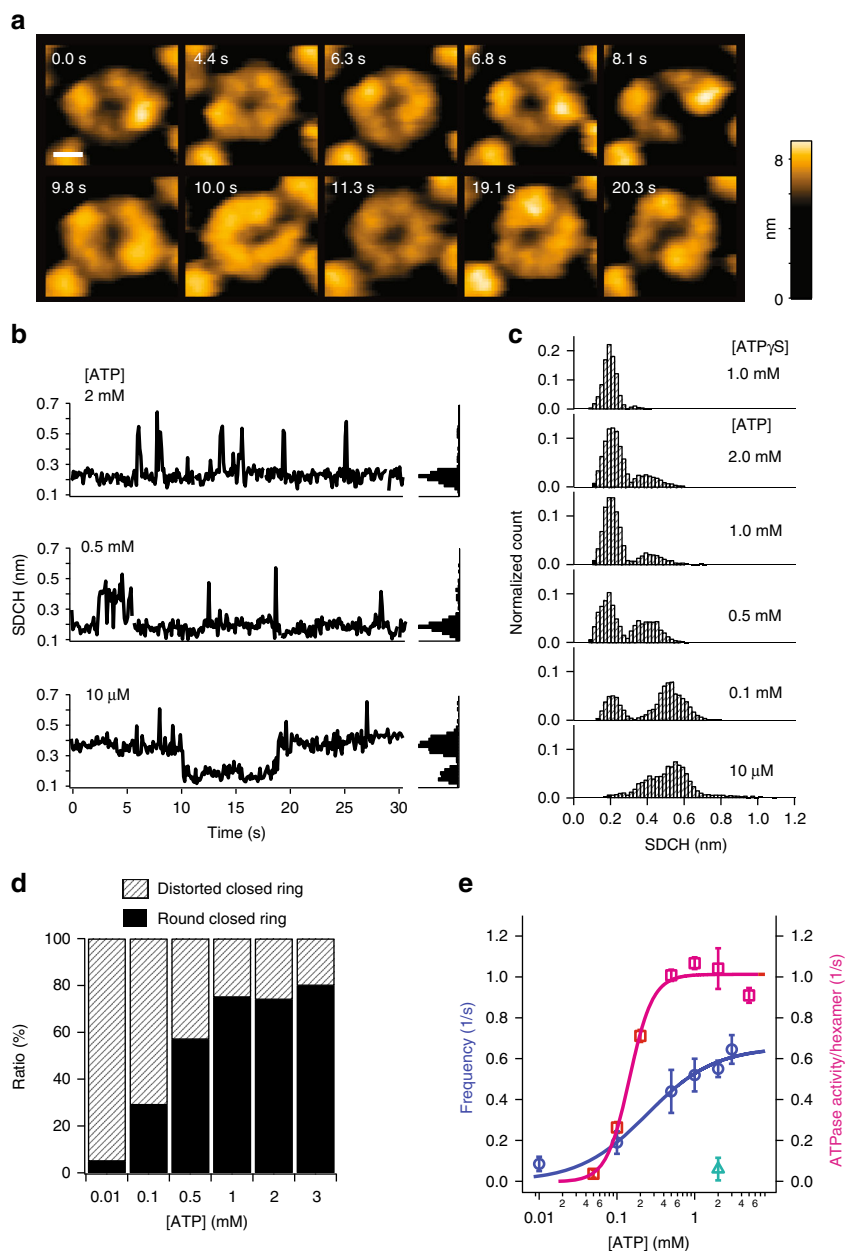 a
0.0 s
4.4 s
6.3 s
6.8 s
8.1 s
9.8 s
10.0 s
11.3 s
19.1 s
20.3 s
8
nm
0
b
[ATP]
2 mM
0.7
0.5
0.3
0.1
0.5 mM
0.7
0.5
0.3
0.1
10 μM
0.7
0.5
0.3
0.1
SDCH (nm)
0 5 10 15 20 25 30
Time (s)
c
[ATPγS]
1.0 mM
0.2
0.1
0.0
[ATP]
2.0 mM
0.1
0.0
1.0 mM
0.1
0.0
0.5 mM
0.1
0.0
0.1 mM
0.1
0.0
10 μM
0.1
0.0
Normalized count
0.0 0.2 0.4 0.6 0.8 1.0 1.2
SDCH (nm)
d
Distorted closed ring
Round closed ring
100
80
60
40
20
0
Ratio (%)
0.01 0.1 0.5 1 2 3
[ATP] (mM)
e
1.2
1.0
0.8
0.6
0.4
0.2
0.0
Frequency (1/s)
1.2
1.0
0.8
0.6
0.4
0.2
0.0
ATPase activity/hexamer (1/s)
0.01 2 4 6 0.1 2 4 6 1 2 4 6
[ATP] (mM)